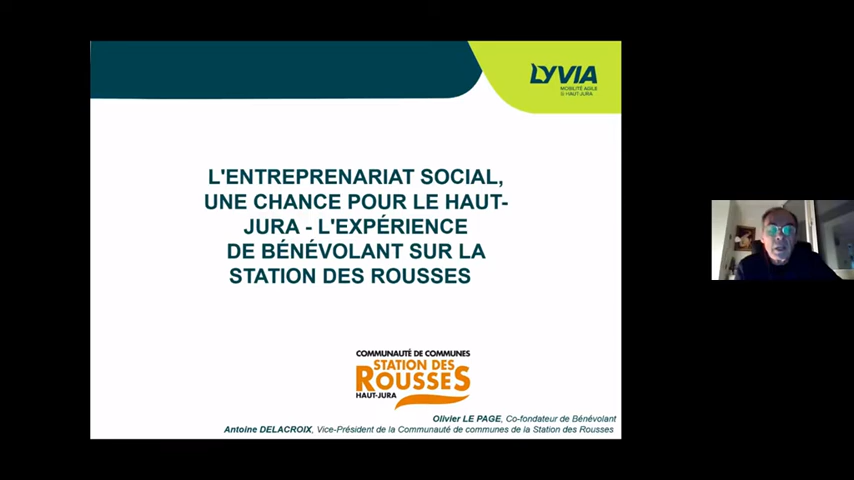 LYVIA
MOBILITÉ AGILE
@ HAUT-JURA
L'ENTREPRENARIAT SOCIAL,
UNE CHANCE POUR LE HAUT-
JURA - L'EXPÉRIENCE
DE BÉNÉVOLANT SUR LA
STATION DES ROUSSES
COMMUNAUTÉ DE COMMUNES
STATION DES
ROUSSES
HAUT-JURA
Olivier LE PAGE, Co-fondateur de Bénévolant
Antoine DELACROIX, Vice-Président de la Communauté de communes de la Station des Rousses